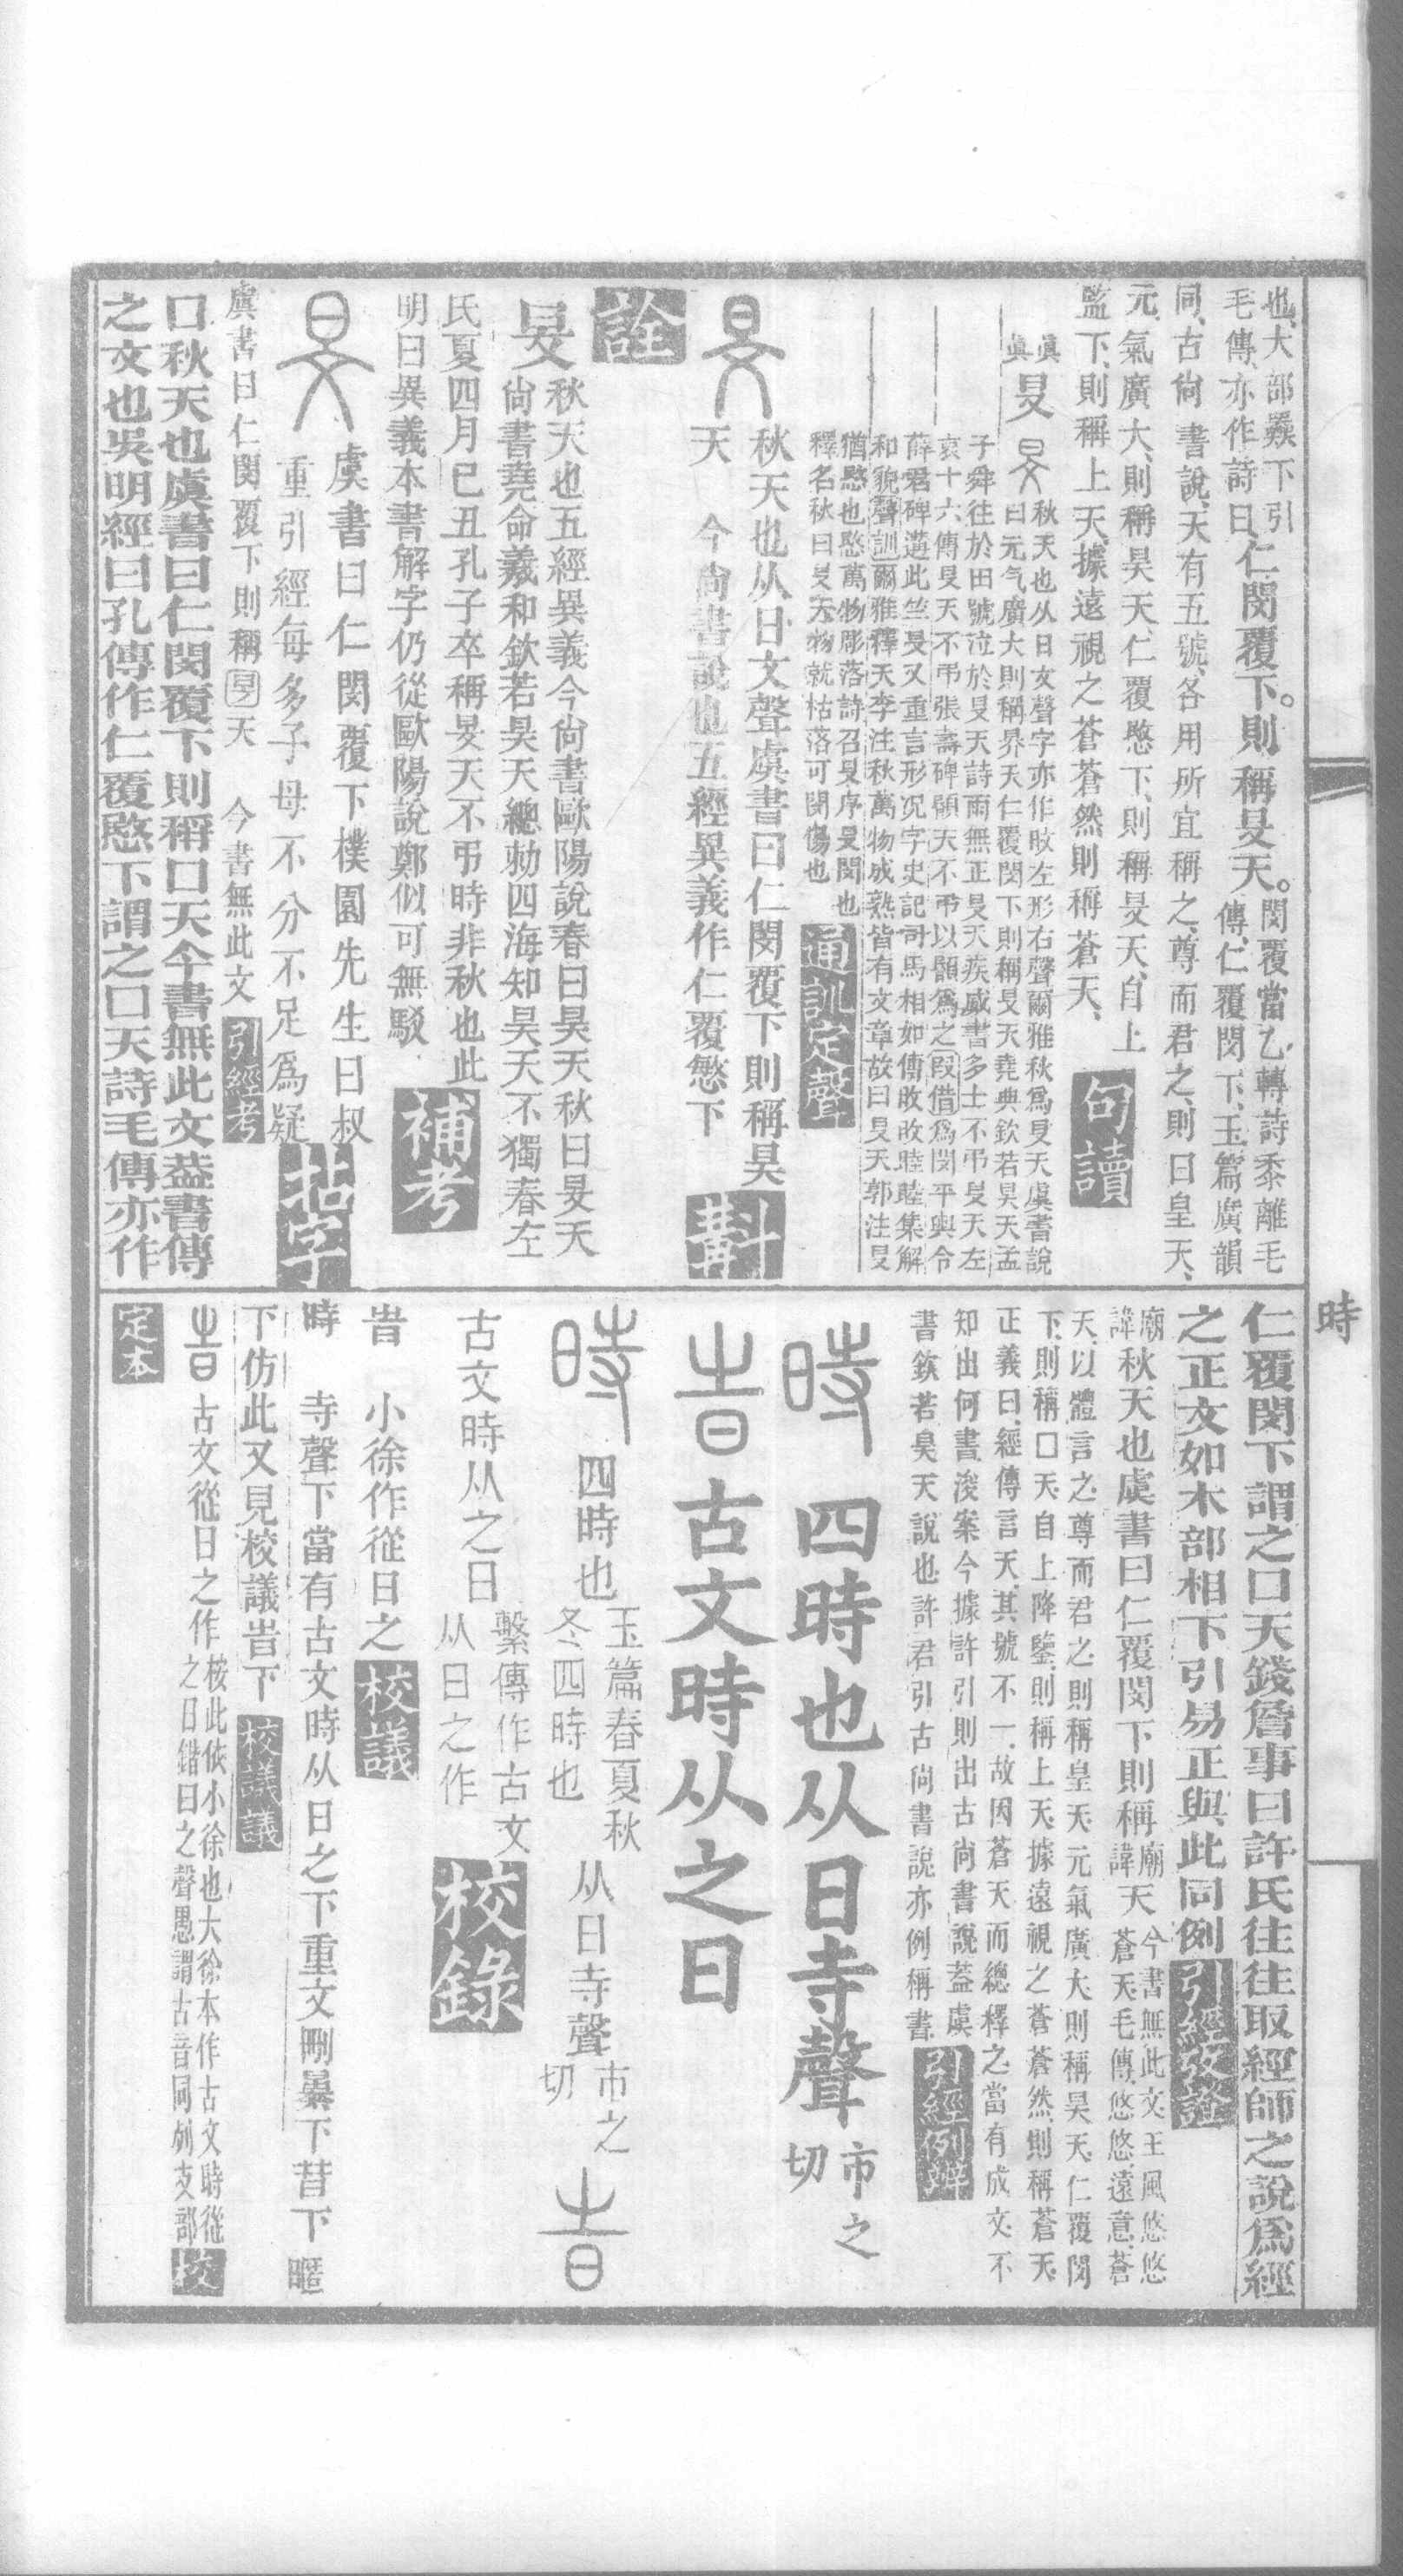 也、大部䍣下引
毛傳、亦作詩曰、仁閔覆下。則稱旻天。閔覆當乙轉詩黍離毛
傳、仁覆閔下、玉篇廣韻
同、古尚書說、天有五號、各用所宜稱之、尊而君之、則曰皇天、
元氣廣大、則稱昊天、仁覆愍下、則稱旻天、自上
監下、則稱上天、據遠視之蒼蒼然則稱蒼天、句讀
眞眞旻
秋天也从日文聲字亦作旼左形右聲爾雅秋爲旻天虞書說
曰元气廣大則稱界天仁覆閔下則稱旻天堯典欽若昊天孟
子舜往於田號泣於旻天詩雨無正旻天疾威書多士不弔旻天左
哀十六傳旻天不弔張壽碑顥天不弔以顥爲之叚借爲閔平輿令
薛君碑遘此竺旻又重言形況字史記司馬相如傳旼旼睦睦集解
和貌聲訓爾雅釋天李注秋萬物成熟皆有文章故曰旻天郭注旻
猶愍也愍萬物彫落詩召旻序旻閔也
釋名秋曰旻天物就枯落可閔傷也通訓定聲
秋天也从日文聲虞書曰仁閔覆下則稱昊
天 今尚書說也五經異義作仁覆慜下斠
詮
旻秋天也五經異義今尚書歐陽說春曰昊天秋曰旻天
尚書堯命羲和欽若昊天總勑四海知昊天不獨春左
氏夏四月己丑孔子卒稱旻天不弔時非秋也此
明曰異義本書解字仍從歐陽說鄭似可無駁補考
虞書曰仁閔覆下樸園先生曰叔
重引經每多子母不分不足爲疑拈字
虞書曰仁閔覆下則稱旻天 今書無此文引經考
口秋天也虞書曰仁閔覆下則稱口天今書無此文葢書傳
之文也吳明經曰孔傳作仁覆愍下謂之口天詩毛傳亦作
時
仁覆閔下謂之口天錢詹事曰許氏往往取經師之說爲經
之正文如木部相下引易正與此同例引經攷證
廟諱秋天也虞書曰仁覆閔下則稱廟諱天今書無此文王風悠悠
蒼天毛傳悠悠遠意蒼
天以體言之尊而君之則稱皇天元氣廣大則稱昊天仁覆閔
下則稱口天自上降鑒則稱上天據遠視之蒼蒼然則稱蒼天
正義曰經傳言天其號不一故因蒼天而總釋之當有成文不
知出何書浚案今據許引則出古尚書說葢虞
書欽若昊天說也許君引古尚書說亦例稱書引經例辨
四時也从日寺聲市之切
古文時从之日
四時也玉篇春夏秋
冬四時也从日寺聲市之切
古文時从之日繫傳作古文
从日之作校錄
旹 小徐作從日之校議
時 寺聲下當有古文時从日之下重文刪㬎下昔下暱
下仿此又見校議旹下校議議
古文從日之作桉此依小徐也大徐本作古文時從
之日鍇曰之聲愚謂古音同列支部校
定本